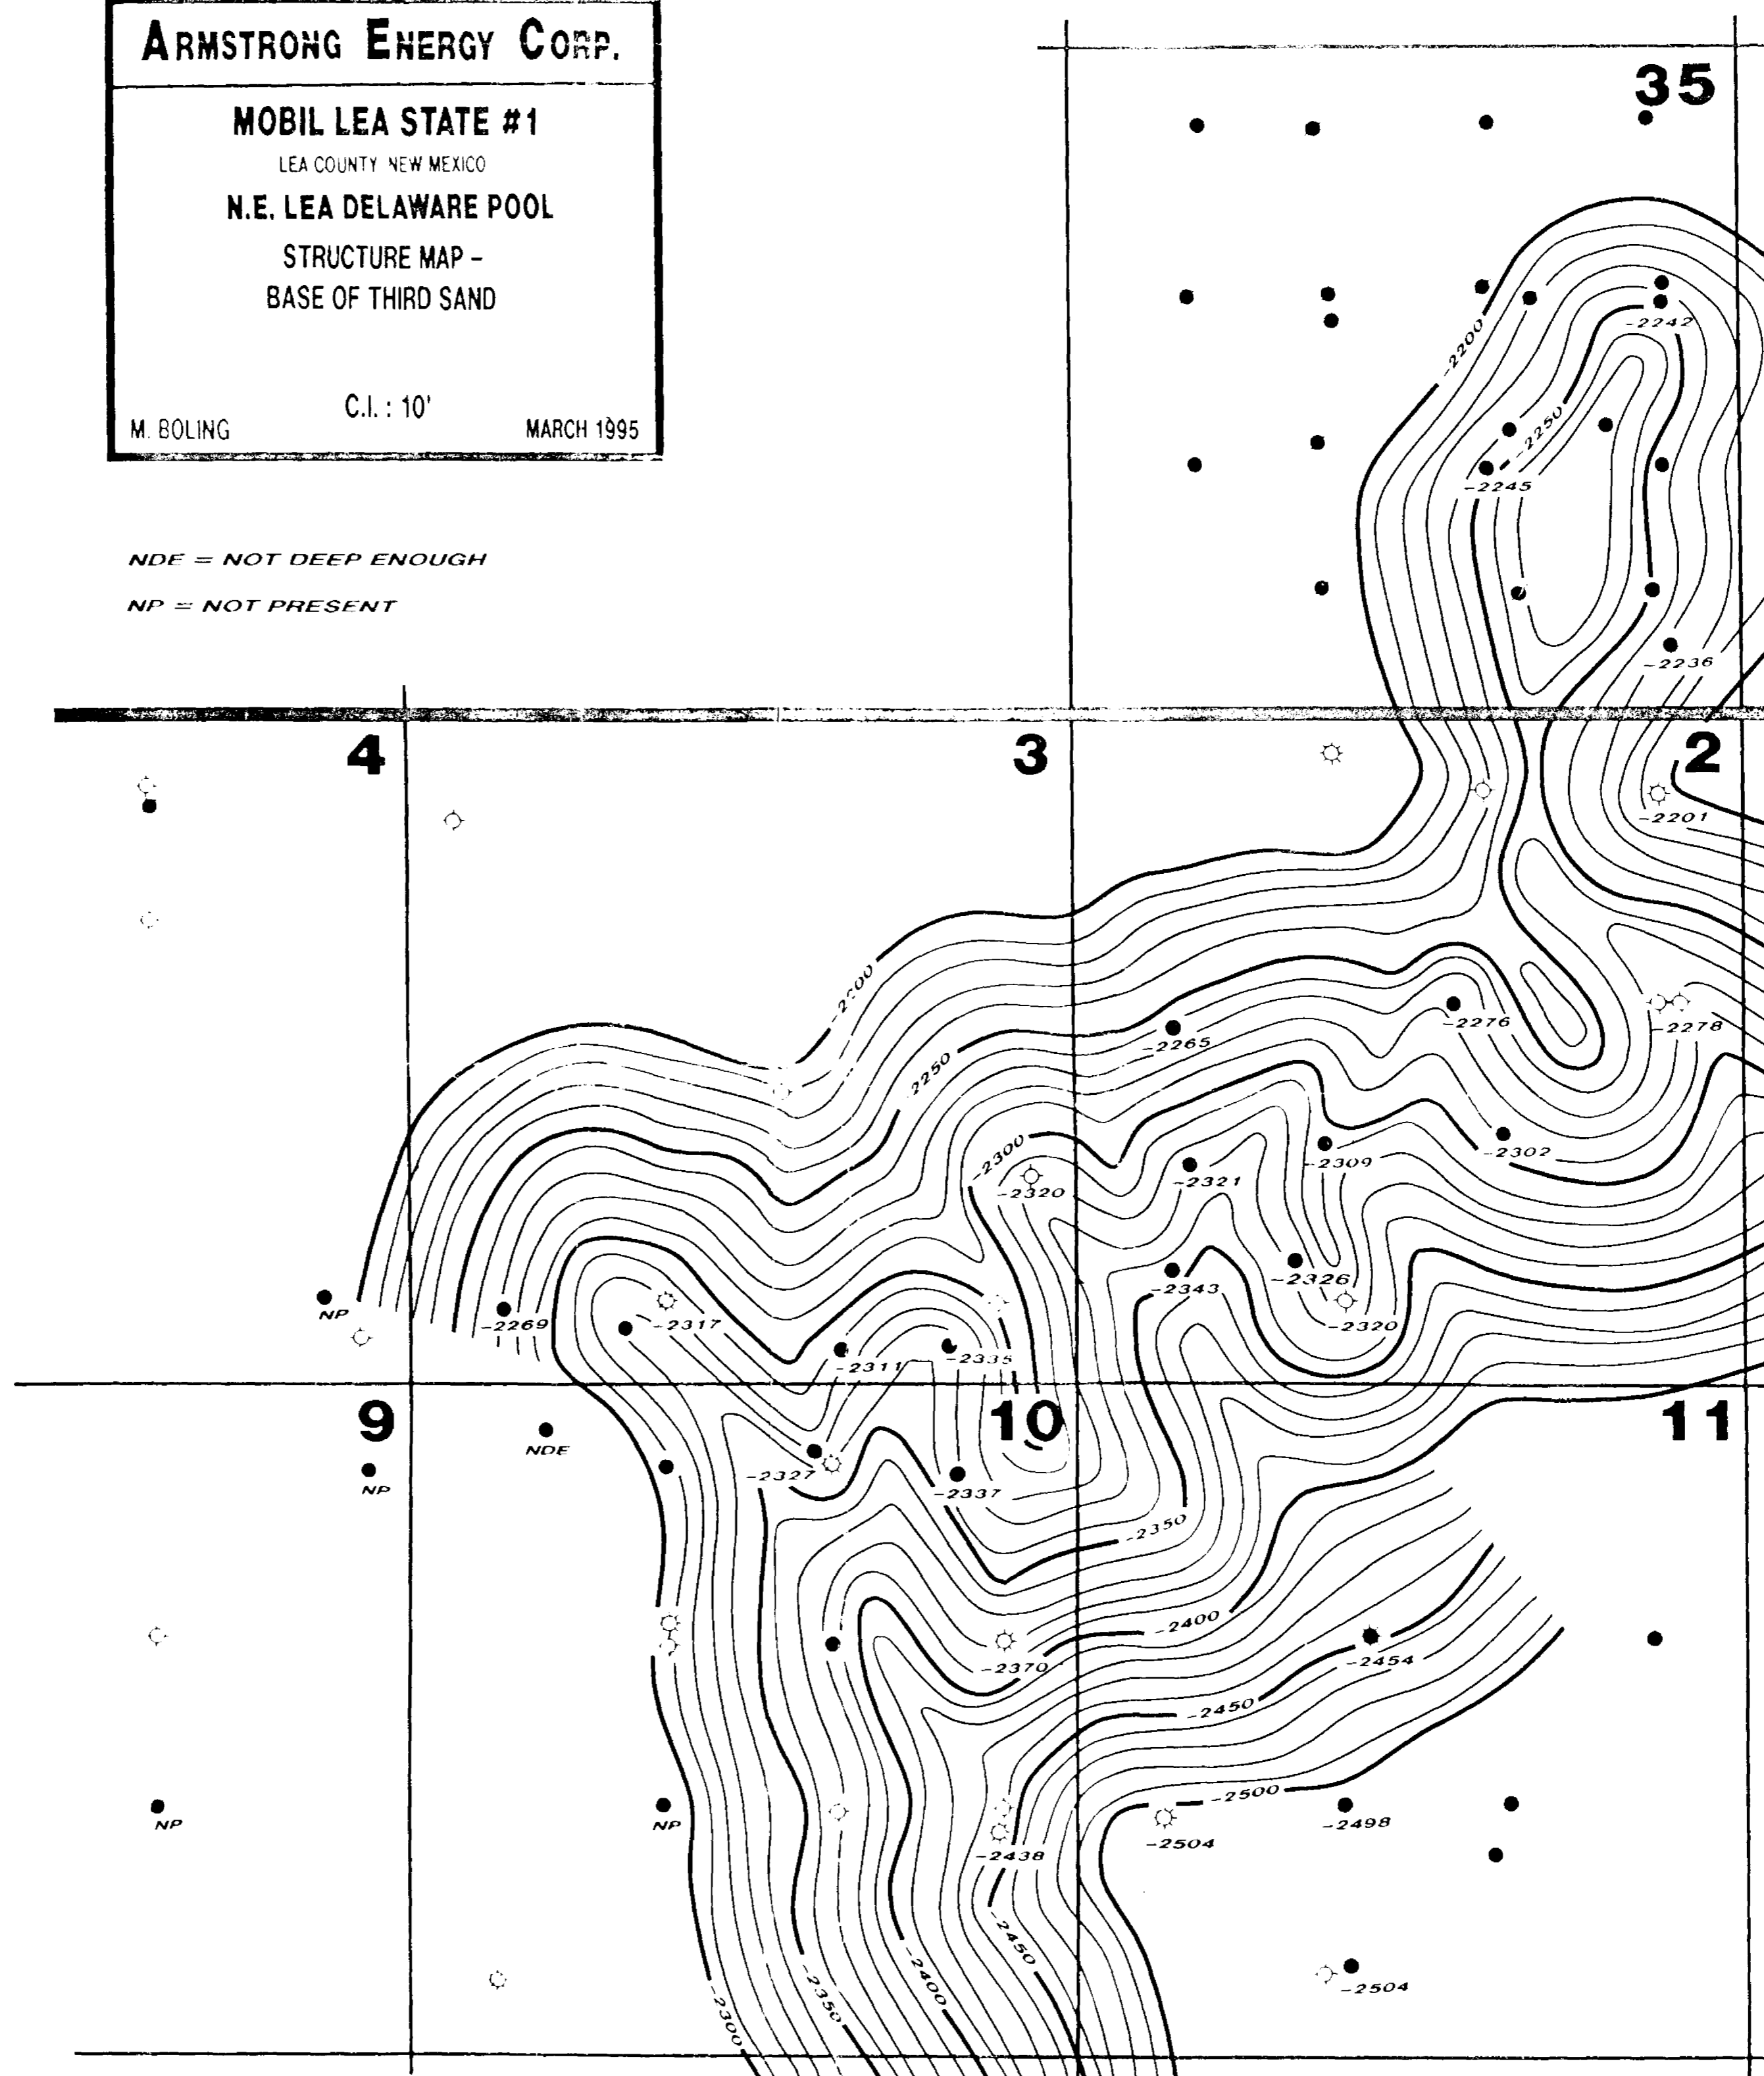 ARMSTRONG ENERGY CORP.
MOBIL LEA STATE #1
LEA COUNTY NEW MEXICO
N.E. LEA DELAWARE POOL
STRUCTURE MAP –
BASE OF THIRD SAND
C.I. : 10'
M. BOLING
MARCH 1995
NDE = NOT DEEP ENOUGH
NP = NOT PRESENT
35
-2242
-2200
-2250
-2245
-2236
4
3
2
-2201
-2200
-2276
-2278
-2265
-2250
-2300
-2302
-2309
-2320
-2321
-2326
-2343
NP
-2269
-2317
-2320
-2311
-2335
9
10
11
NDE
NP
-2327
-2337
-2350
-2400
-2370
-2454
-2450
-2500
NP
NP
-2498
-2504
-2438
-2450
-2400
-2350
-2300
-2504